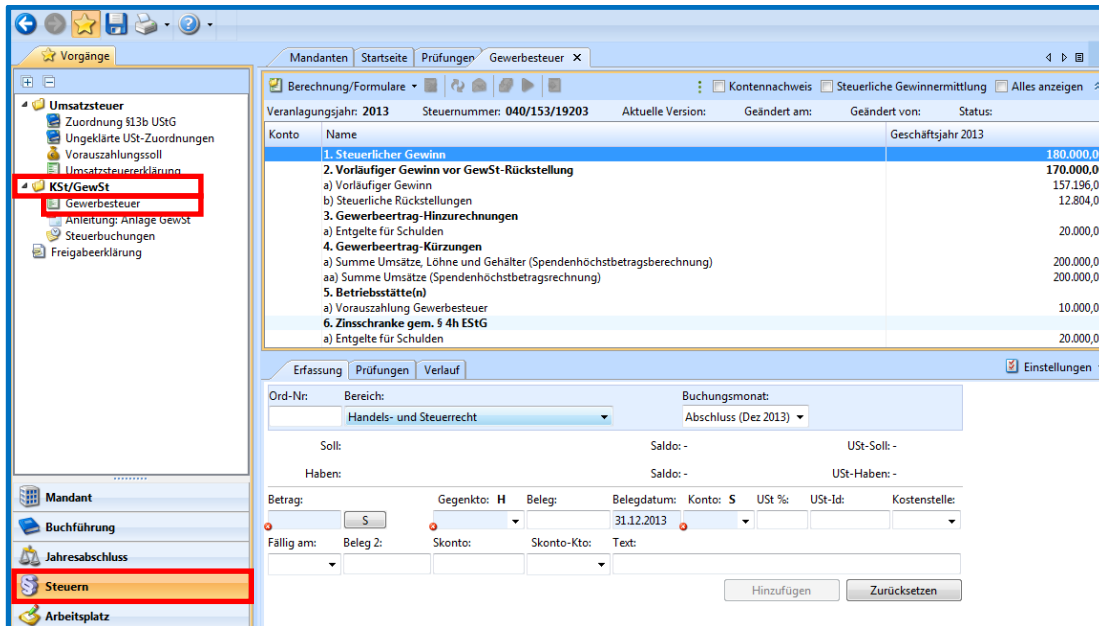 Vorgänge
Mandanten Startseite Prüfungen Gewerbesteuer
Berechnung/Formulare Kontennachweis Steuerliche Gewinnermittlung Alles anzeigen
Umsatzsteuer
Zuordnung §13b UStG
Ungeklärte USt-Zuordnungen
Vorauszahlungssoll
Umsatzsteuererklärung
KSt/GewSt
Gewerbesteuer
Anleitung: Anlage GewSt
Steuerbuchungen
Freigabeerklärung
Veranlagungsjahr: 2013 Steuernummer: 040/153/19203 Aktuelle Version: Geändert am: Geändert von: Status:
Konto Name Geschäftsjahr 2013
1. Steuerlicher Gewinn 180.000,0
2. Vorläufiger Gewinn vor GewSt-Rückstellung 170.000,0
a) Vorläufiger Gewinn 157.196,0
b) Steuerliche Rückstellungen 12.804,0
3. Gewerbeertrag-Hinzurechnungen
a) Entgelte für Schulden 20.000,0
4. Gewerbeertrag-Kürzungen
a) Summe Umsätze, Löhne und Gehälter (Spendenhöchstbetragsberechnung) 200.000,0
aa) Summe Umsätze (Spendenhöchstbetragsrechnung) 200.000,0
5. Betriebsstätte(n)
a) Vorauszahlung Gewerbesteuer 10.000,0
6. Zinsschranke gem. § 4h EStG
a) Entgelte für Schulden 20.000,0
Erfassung Prüfungen Verlauf Einstellungen
Ord-Nr: Bereich: Buchungsmonat:
Handels- und Steuerrecht Abschluss (Dez 2013)
Soll: Saldo: - USt-Soll: -
Haben: Saldo: - USt-Haben: -
Betrag: Gegenkto: H Beleg: Belegdatum: Konto: S USt %: USt-Id: Kostenstelle:
S 31.12.2013
Fällig am: Beleg 2: Skonto: Skonto-Kto: Text:
Hinzufügen Zurücksetzen
Mandant
Buchführung
Jahresabschluss
Steuern
Arbeitsplatz